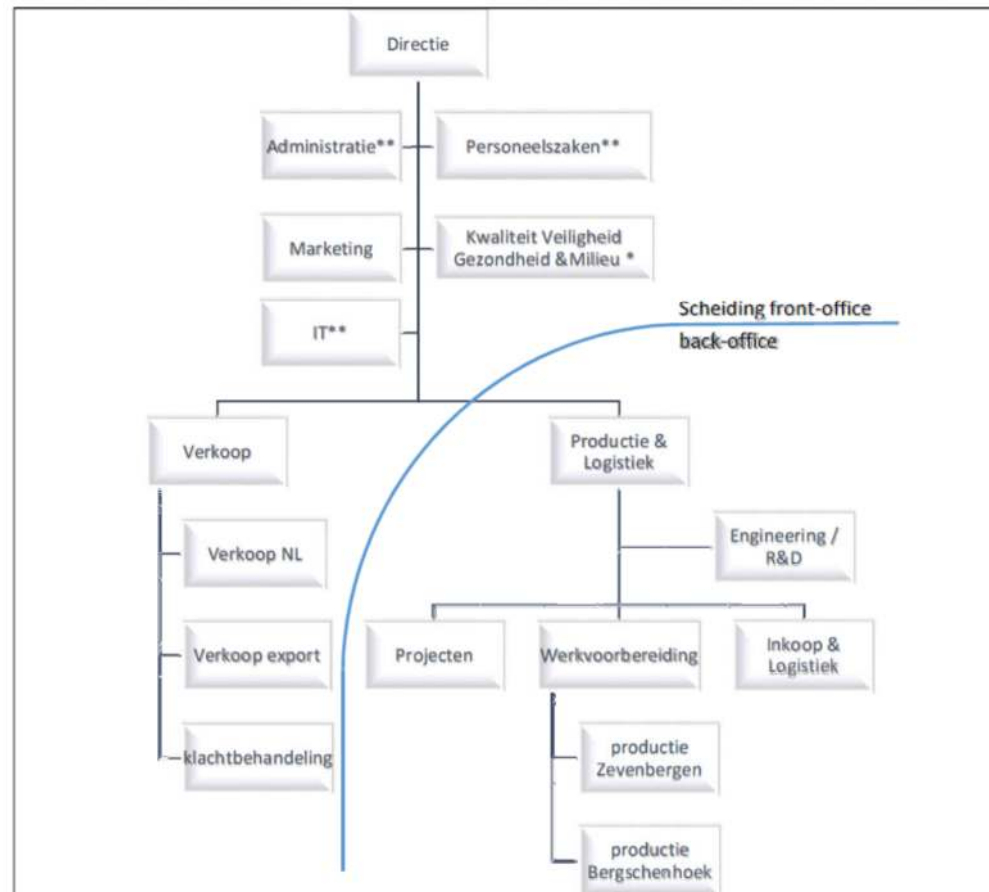 Directie
Administratie**
Personeelszaken**
Marketing
Kwaliteit Veiligheid
Gezondheid &Milieu *
IT**
Scheiding front-office
back-office
Verkoop
Productie &
Logistiek
Verkoop NL
Engineering /
R&D
Verkoop export
Projecten
Werkvoorbereiding
Inkoop &
Logistiek
klachtbehandeling
productie
Zevenbergen
productie
Bergschenhoek